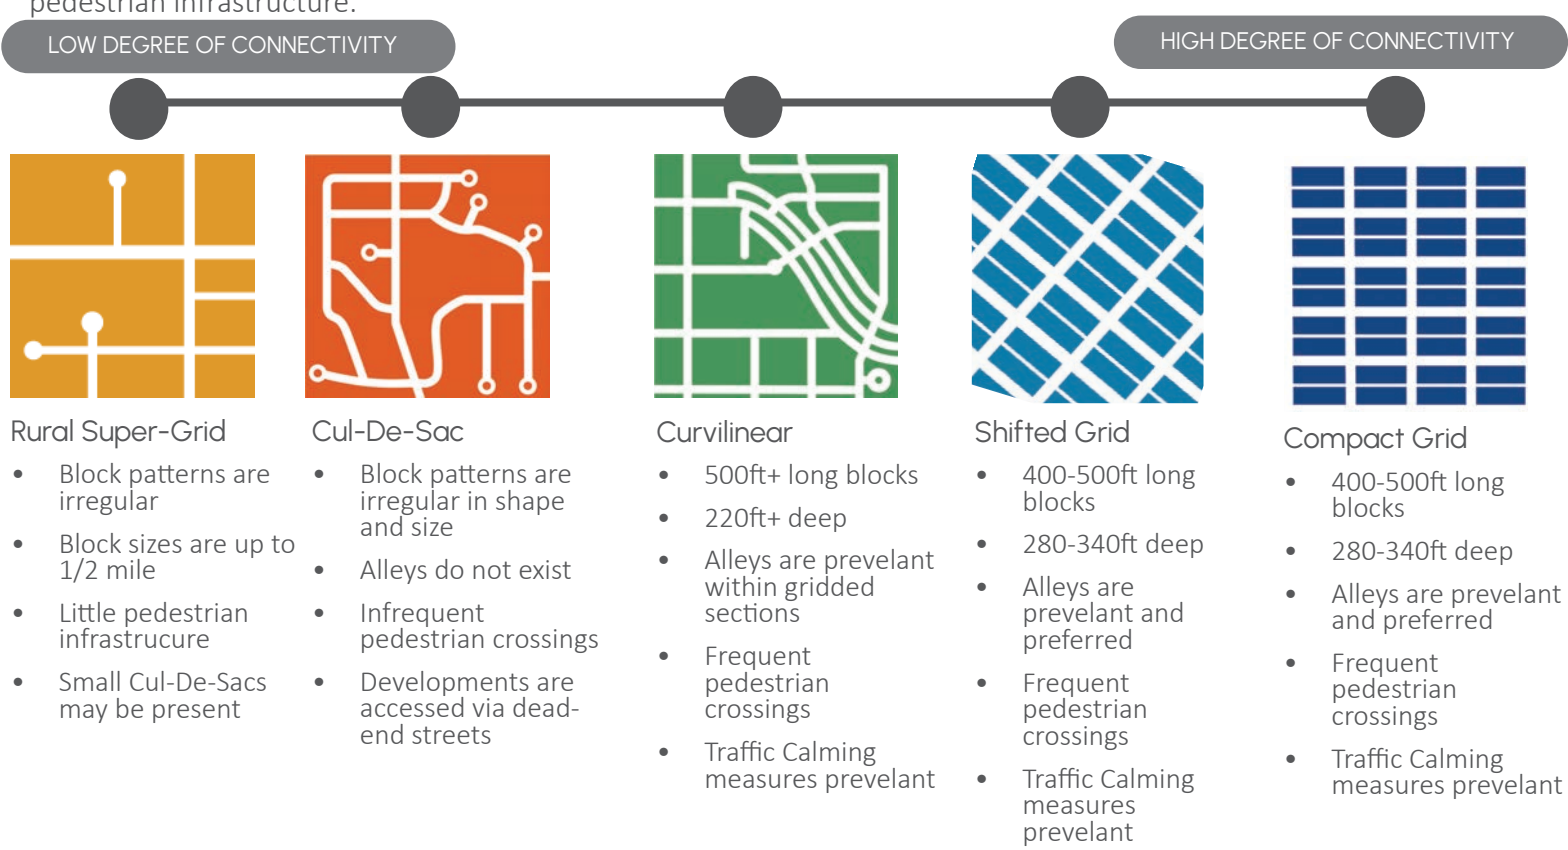 pedestrian infrastructure.
LOW DEGREE OF CONNECTIVITY
HIGH DEGREE OF CONNECTIVITY
Rural Super-Grid
• Block patterns are
irregular
• Block sizes are up to
1/2 mile
• Little pedestrian
infrastrucure
• Small Cul-De-Sacs
may be present
Cul-De-Sac
• Block patterns are
irregular in shape
and size
• Alleys do not exist
• Infrequent
pedestrian crossings
• Developments are
accessed via dead-
end streets
Curvilinear
• 500ft+ long blocks
• 220ft+ deep
• Alleys are prevelant
within gridded
sections
• Frequent
pedestrian
crossings
• Traffic Calming
measures prevelant
Shifted Grid
• 400-500ft long
blocks
• 280-340ft deep
• Alleys are
prevelant and
preferred
• Frequent
pedestrian
crossings
• Traffic Calming
measures
prevelant
Compact Grid
• 400-500ft long
blocks
• 280-340ft deep
• Alleys are prevelant
and preferred
• Frequent
pedestrian
crossings
• Traffic Calming
measures prevelant